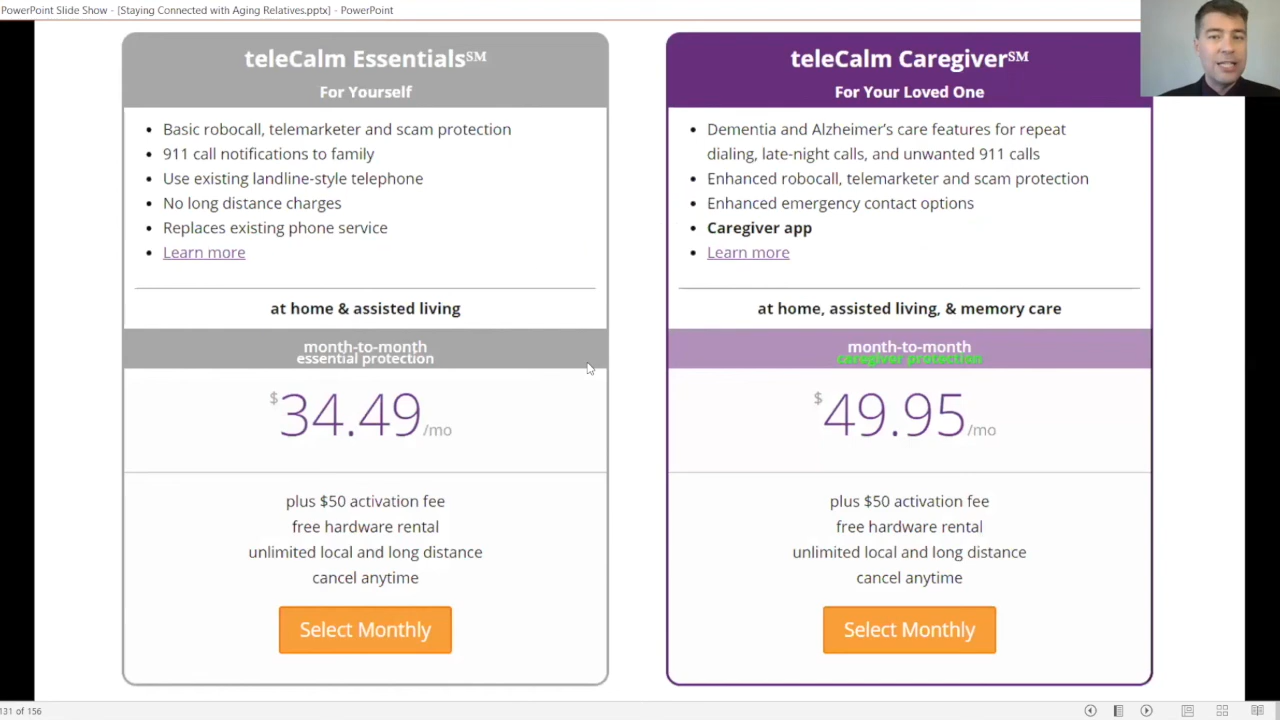 PowerPoint Slide Show - [Staying Connected with Aging Relatives.pptx] - PowerPoint
teleCalm Essentials℠
For Yourself
• Basic robocall, telemarketer and scam protection
• 911 call notifications to family
• Use existing landline-style telephone
• No long distance charges
• Replaces existing phone service
• Learn more
at home & assisted living
month-to-month
essential protection
$34.49/mo
plus $50 activation fee
free hardware rental
unlimited local and long distance
cancel anytime
Select Monthly
teleCalm Caregiver℠
For Your Loved One
• Dementia and Alzheimer's care features for repeat
dialing, late-night calls, and unwanted 911 calls
• Enhanced robocall, telemarketer and scam protection
• Enhanced emergency contact options
• Caregiver app
• Learn more
at home, assisted living, & memory care
month-to-month
caregiver protection
$49.95/mo
plus $50 activation fee
free hardware rental
unlimited local and long distance
cancel anytime
Select Monthly
131 of 156